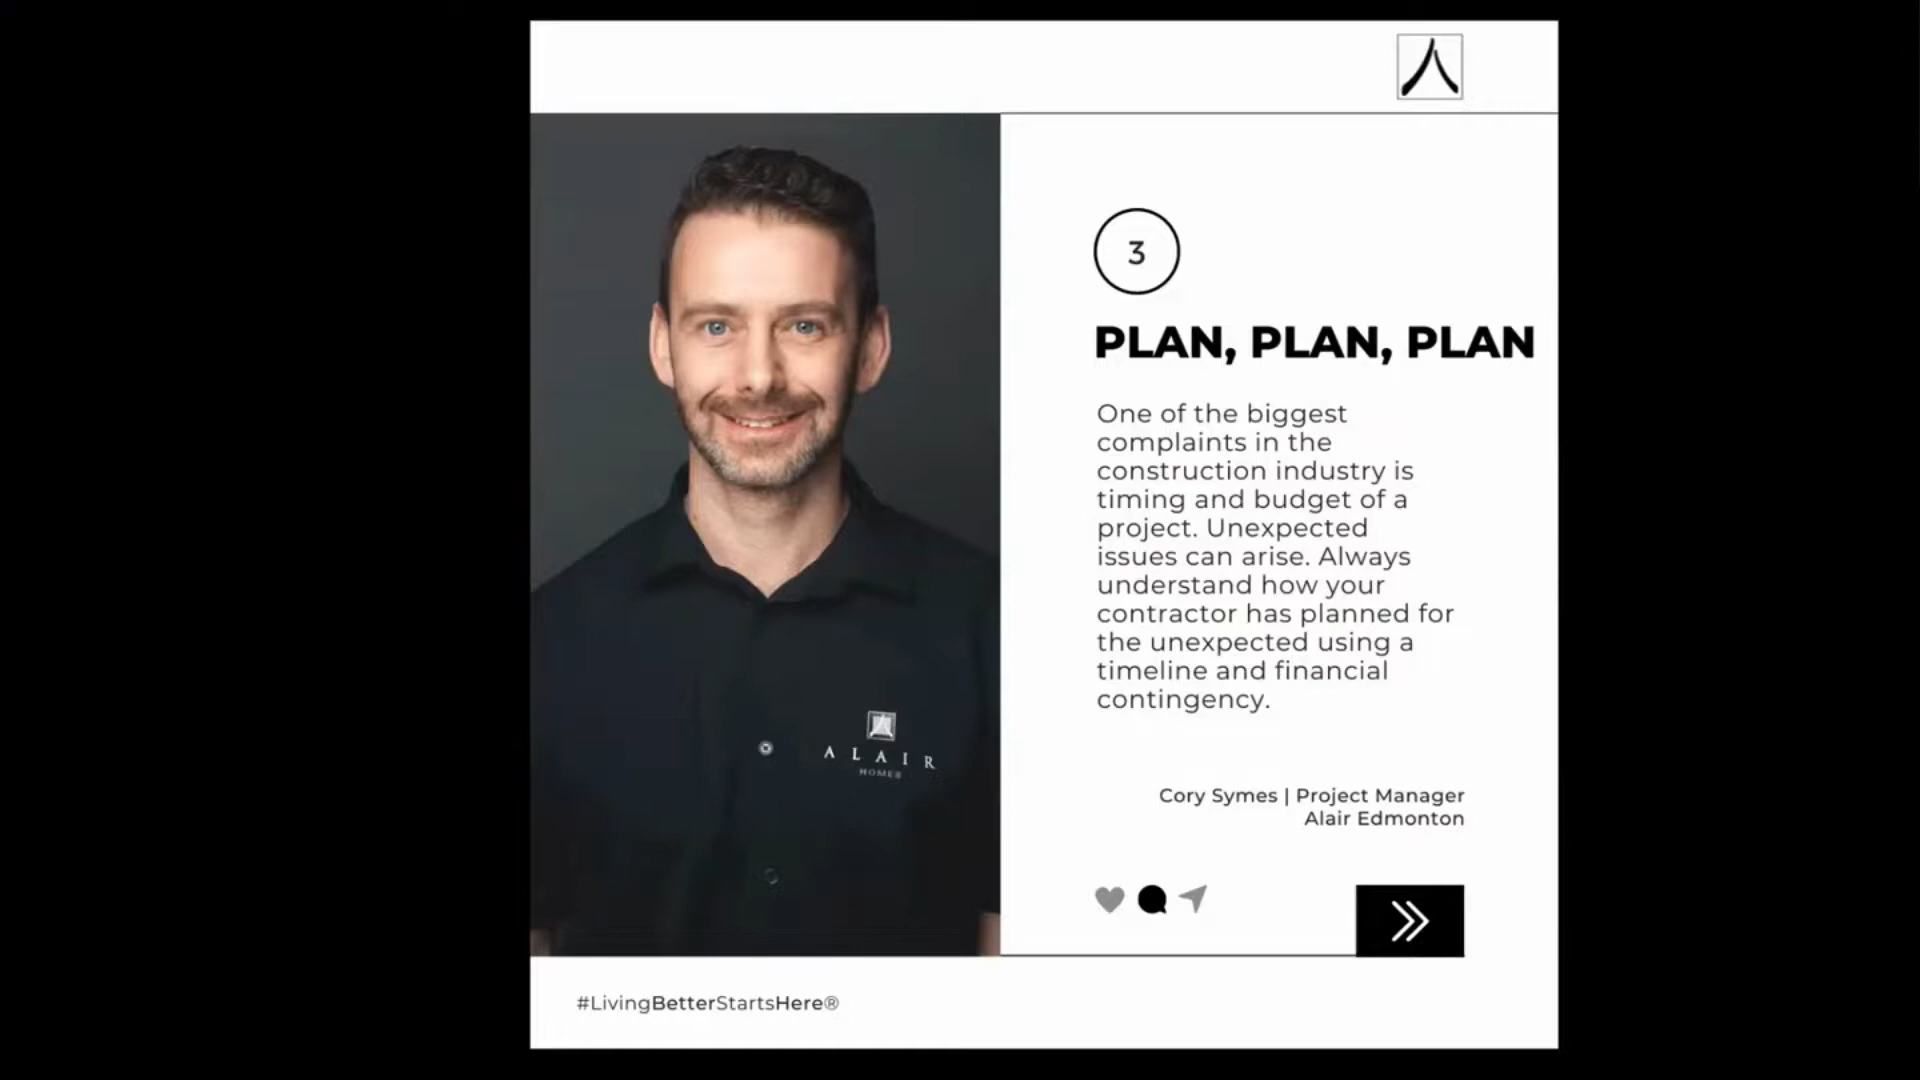 3
PLAN, PLAN, PLAN
One of the biggest
complaints in the
construction industry is
timing and budget of a
project. Unexpected
issues can arise. Always
understand how your
contractor has planned for
the unexpected using a
timeline and financial
contingency.
ALAIR
HOMES
Cory Symes | Project Manager
Alair Edmonton
#LivingBetterStartsHere®